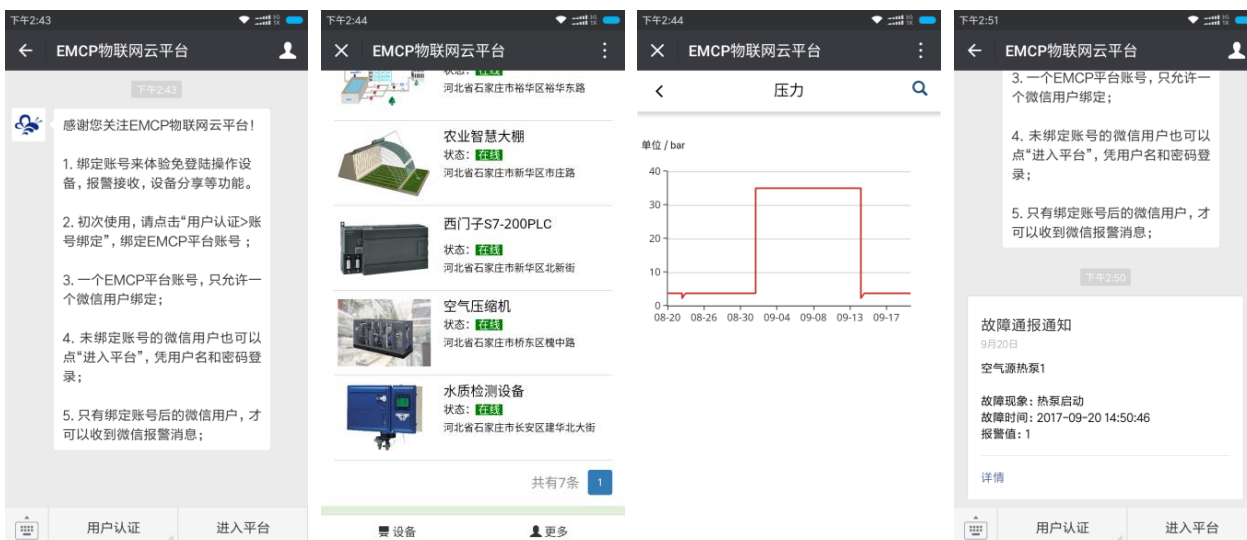 下午2:43
EMCP物联网云平台
下午2:43
感谢您关注EMCP物联网云平台!
1. 绑定账号来体验免登陆操作设
备,报警接收,设备分享等功能。
2. 初次使用,请点击“用户认证>账
号绑定”,绑定EMCP平台账号;
3. 一个EMCP平台账号,只允许一
个微信用户绑定;
4. 未绑定账号的微信用户也可以
点“进入平台”,凭用户名和密码登
录;
5. 只有绑定账号后的微信用户,才
可以收到微信报警消息;
用户认证
进入平台
下午2:44
EMCP物联网云平台
状态: 在线
河北省石家庄市裕华区裕华东路
农业智慧大棚
状态: 在线
河北省石家庄市新华区市庄路
西门子S7-200PLC
状态: 在线
河北省石家庄市新华区北新街
空气压缩机
状态: 在线
河北省石家庄市桥东区槐中路
水质检测设备
状态: 在线
河北省石家庄市长安区建华北大街
共有7条 1
设备
更多
下午2:44
EMCP物联网云平台
压力
单位 / bar
40
30
20
10
0
08-20 08-26 08-30 09-04 09-08 09-13 09-17
下午2:51
EMCP物联网云平台
3. 一个EMCP平台账号,只允许一
个微信用户绑定;
4. 未绑定账号的微信用户也可以
点“进入平台”,凭用户名和密码登
录;
5. 只有绑定账号后的微信用户,才
可以收到微信报警消息;
下午2:50
故障通报通知
9月20日
空气源热泵1
故障现象: 热泵启动
故障时间: 2017-09-20 14:50:46
报警值: 1
详情
用户认证
进入平台